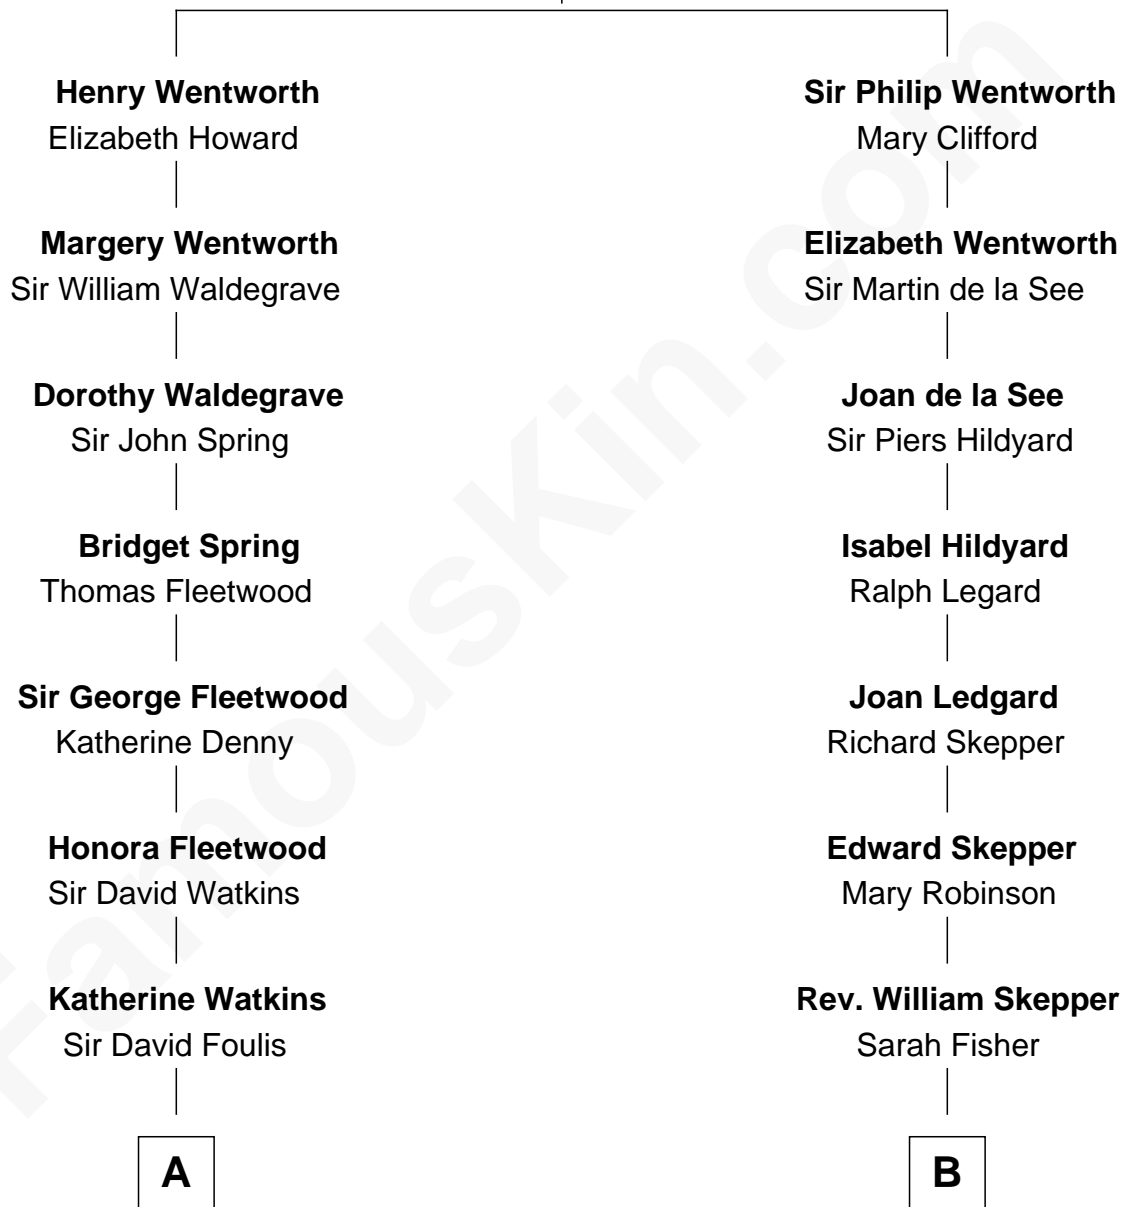 Henry Wentworth
Elizabeth Howard
Margery Wentworth
Sir William Waldegrave
Dorothy Waldegrave
Sir John Spring
Bridget Spring
Thomas Fleetwood
Sir George Fleetwood
Katherine Denny
Honora Fleetwood
Sir David Watkins
Katherine Watkins
Sir David Foulis
A
Sir Philip Wentworth
Mary Clifford
Elizabeth Wentworth
Sir Martin de la See
Joan de la See
Sir Piers Hildyard
Isabel Hildyard
Ralph Legard
Joan Ledgard
Richard Skepper
Edward Skepper
Mary Robinson
Rev. William Skepper
Sarah Fisher
B
FamousKin.com